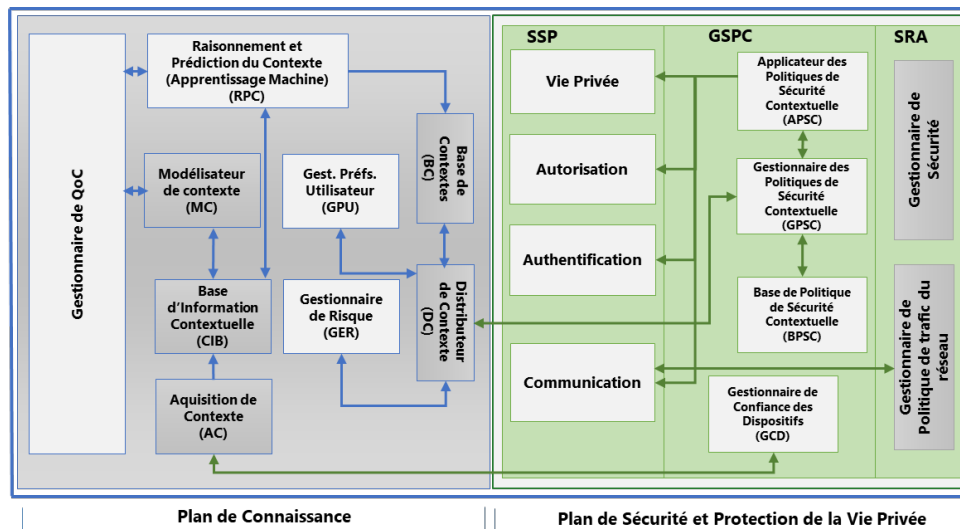 Gestionnaire de QoC
Raisonnement et
Prédiction du Contexte
(Apprentissage Machine)
(RPC)
Modélisateur
de contexte
(MC)
Gest. Préfs.
Utilisateur
(GPU)
Base de
Contextes
(BC)
Base
d'Information
Contextuelle
(CIB)
Gestionnaire
de Risque
(GER)
Distributeur
de Contexte
(DC)
Aquisition de
Contexte
(AC)
SSP
Vie Privée
Autorisation
Authentification
Communication
GSPC
Applicateur des
Politiques de
Sécurité
Contextuelle
(APSC)
Gestionnaire des
Politiques de
Sécurité
Contextuelle
(GPSC)
Base de Politique
de Sécurité
Contextuelle
(BPSC)
Gestionnaire de
Confiance des
Dispositifs
(GCD)
SRA
Gestionnaire de
Sécurité
Gestionnaire de
Politique de trafic du
réseau
Plan de Connaissance
Plan de Sécurité et Protection de la Vie Privée